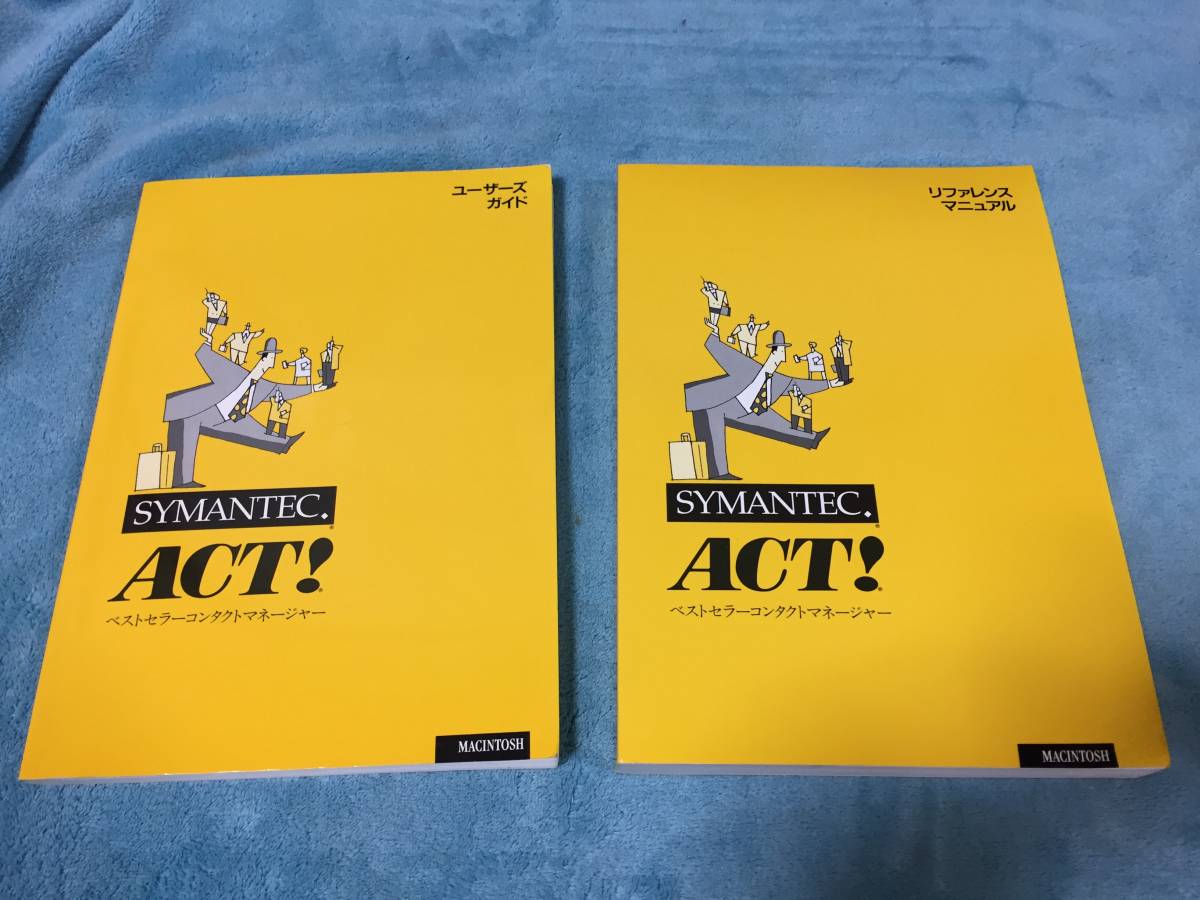 ユーザーズ
ガイド
SYMANTEC.®
ACT!®
ベストセラーコンタクトマネージャー
MACINTOSH
リファレンス
マニュアル
SYMANTEC.®
ACT!®
ベストセラーコンタクトマネージャー
MACINTOSH